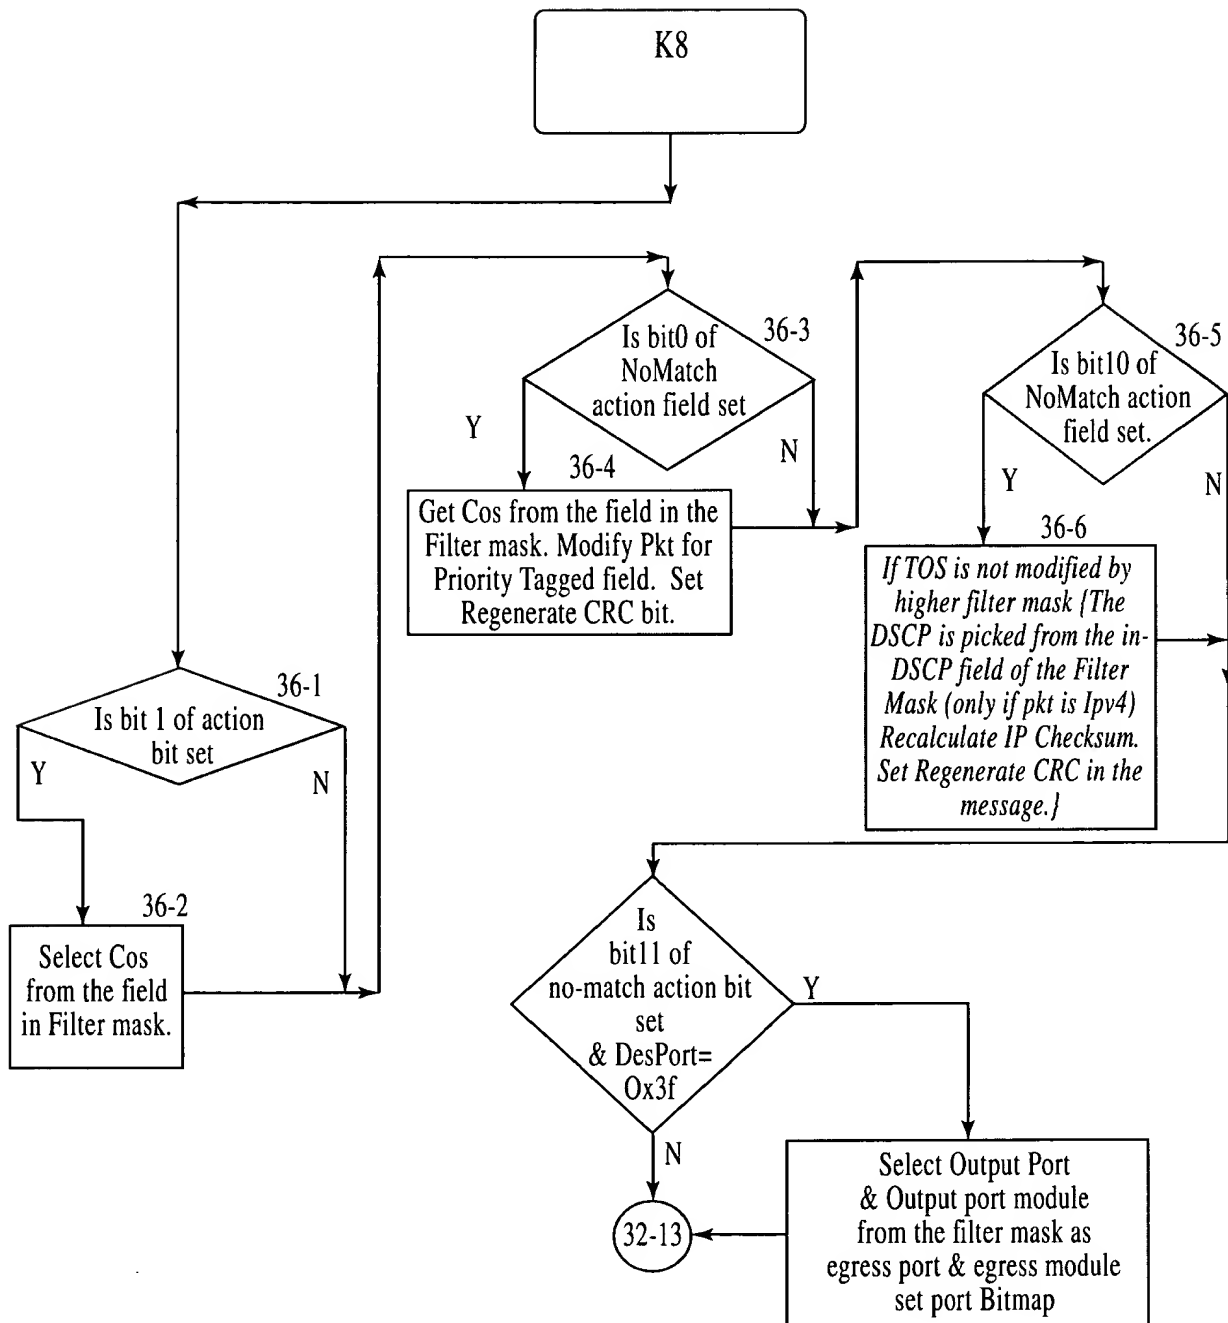 K8
36-1
Is bit 1 of action
bit set
Y
N
36-2
Select Cos
from the field
in Filter mask.
36-3
Is bit0 of
NoMatch
action field set
Y
N
36-4
Get Cos from the field in the
Filter mask. Modify Pkt for
Priority Tagged field. Set
Regenerate CRC bit.
36-5
Is bit10 of
NoMatch action
field set.
Y
N
36-6
If TOS is not modified by
higher filter mask {The
DSCP is picked from the in-
DSCP field of the Filter
Mask (only if pkt is Ipv4)
Recalculate IP Checksum.
Set Regenerate CRC in the
message.}
Is
bit11 of
no-match action bit
set
& DesPort=
Ox3f
Y
N
Select Output Port
& Output port module
from the filter mask as
egress port & egress module
set port Bitmap
32-13